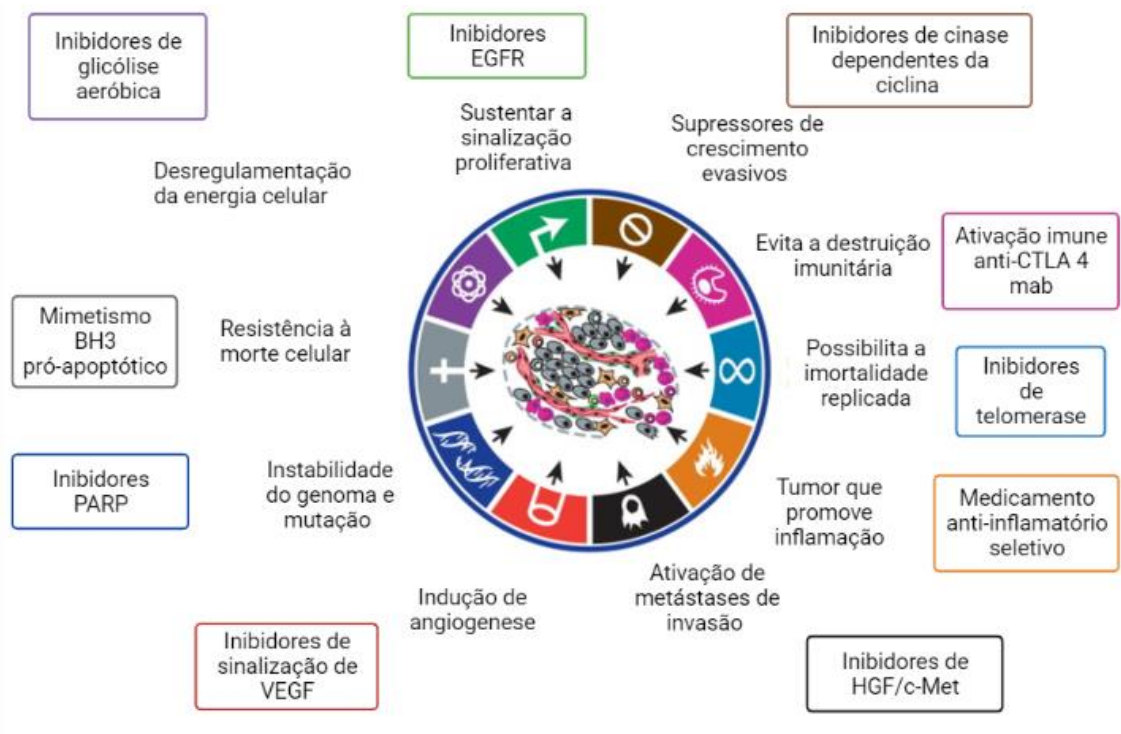 Inibidores de
glicólise
aeróbica
Inibidores
EGFR
Inibidores de cinase
dependentes da
ciclina
Sustentar a
sinalização
proliferativa
Supressores de
crescimento
evasivos
Desregulamentação
da energia celular
Evita a destruição
imunitária
Ativação imune
anti-CTLA 4
mab
Mimetismo
BH3
pró-apoptótico
Resistência à
morte celular
Possibilita a
imortalidade
replicada
Inibidores
de
telomerase
Inibidores
PARP
Instabilidade
do genoma e
mutação
Tumor que
promove
inflamação
Medicamento
anti-inflamatório
seletivo
Indução de
angiogenese
Ativação de
metástases de
invasão
Inibidores de
sinalização de
VEGF
Inibidores de
HGF/c-Met